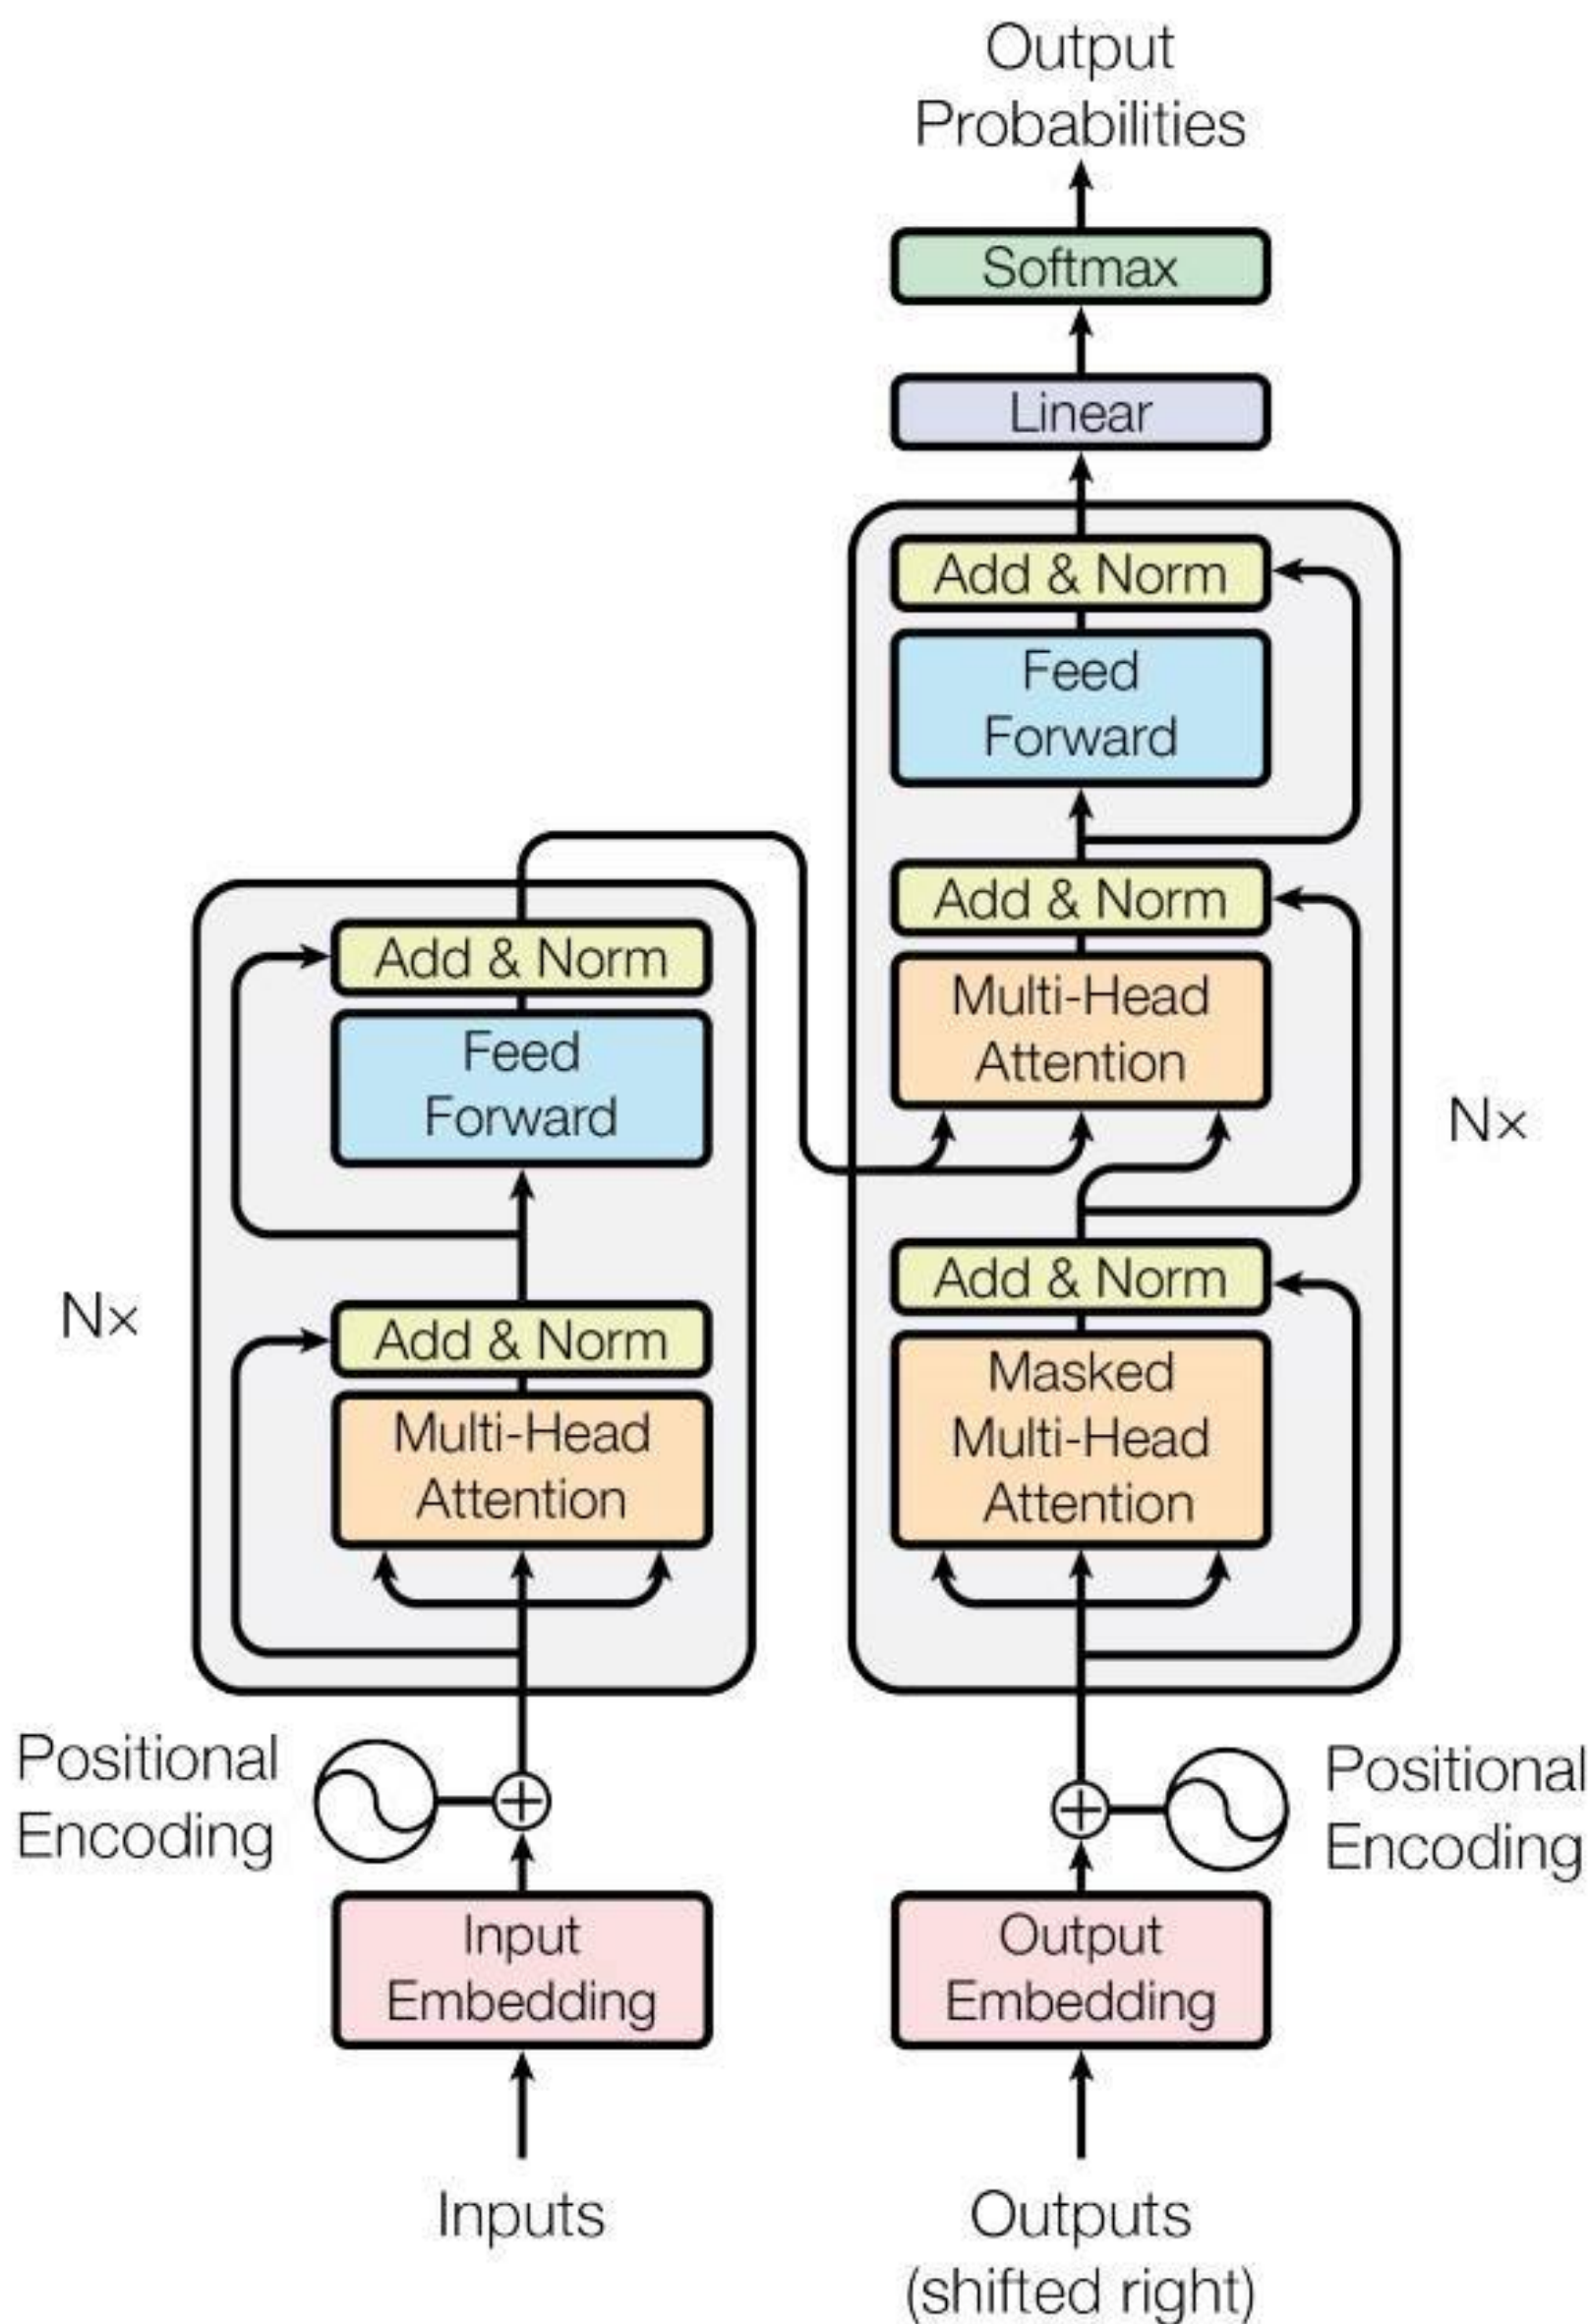 Output
Probabilities
Softmax
Linear
Add & Norm
Feed
Forward
Add & Norm
Multi-Head
Attention
N×
Add & Norm
Masked
Multi-Head
Attention
Add & Norm
Feed
Forward
N×
Add & Norm
Multi-Head
Attention
Positional
Encoding
Positional
Encoding
Input
Embedding
Output
Embedding
Inputs
Outputs
(shifted right)